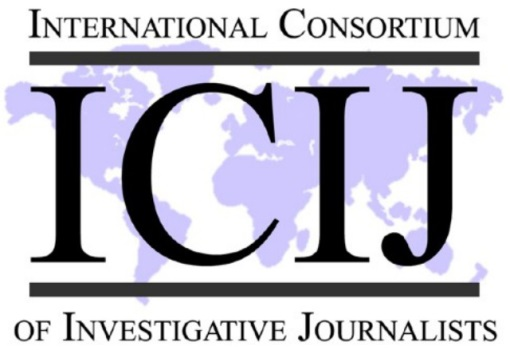 INTERNATIONAL CONSORTIUM
ICIJ
OF INVESTIGATIVE JOURNALISTS